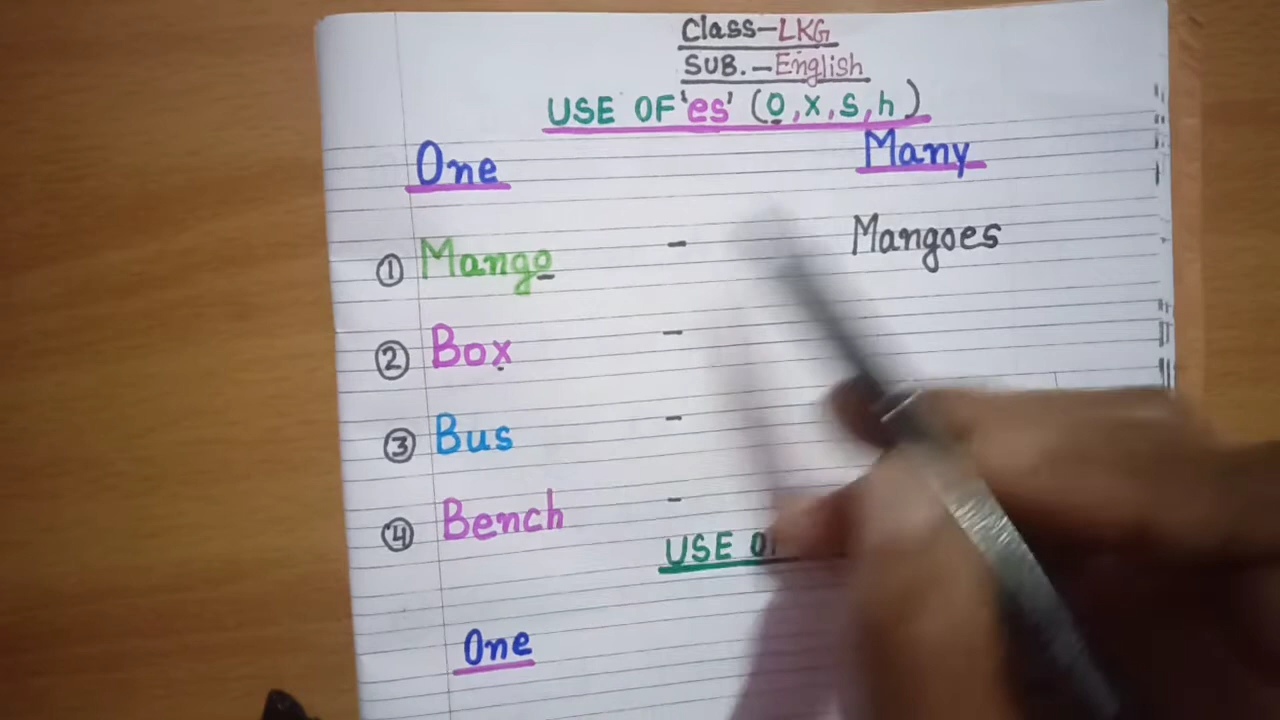 Class-LKG
SUB.-English
USE OF 'es' (o, x, s, h)
One Many
① Mango - Mangoes
② Box -
③ Bus -
④ Bench -
USE
One